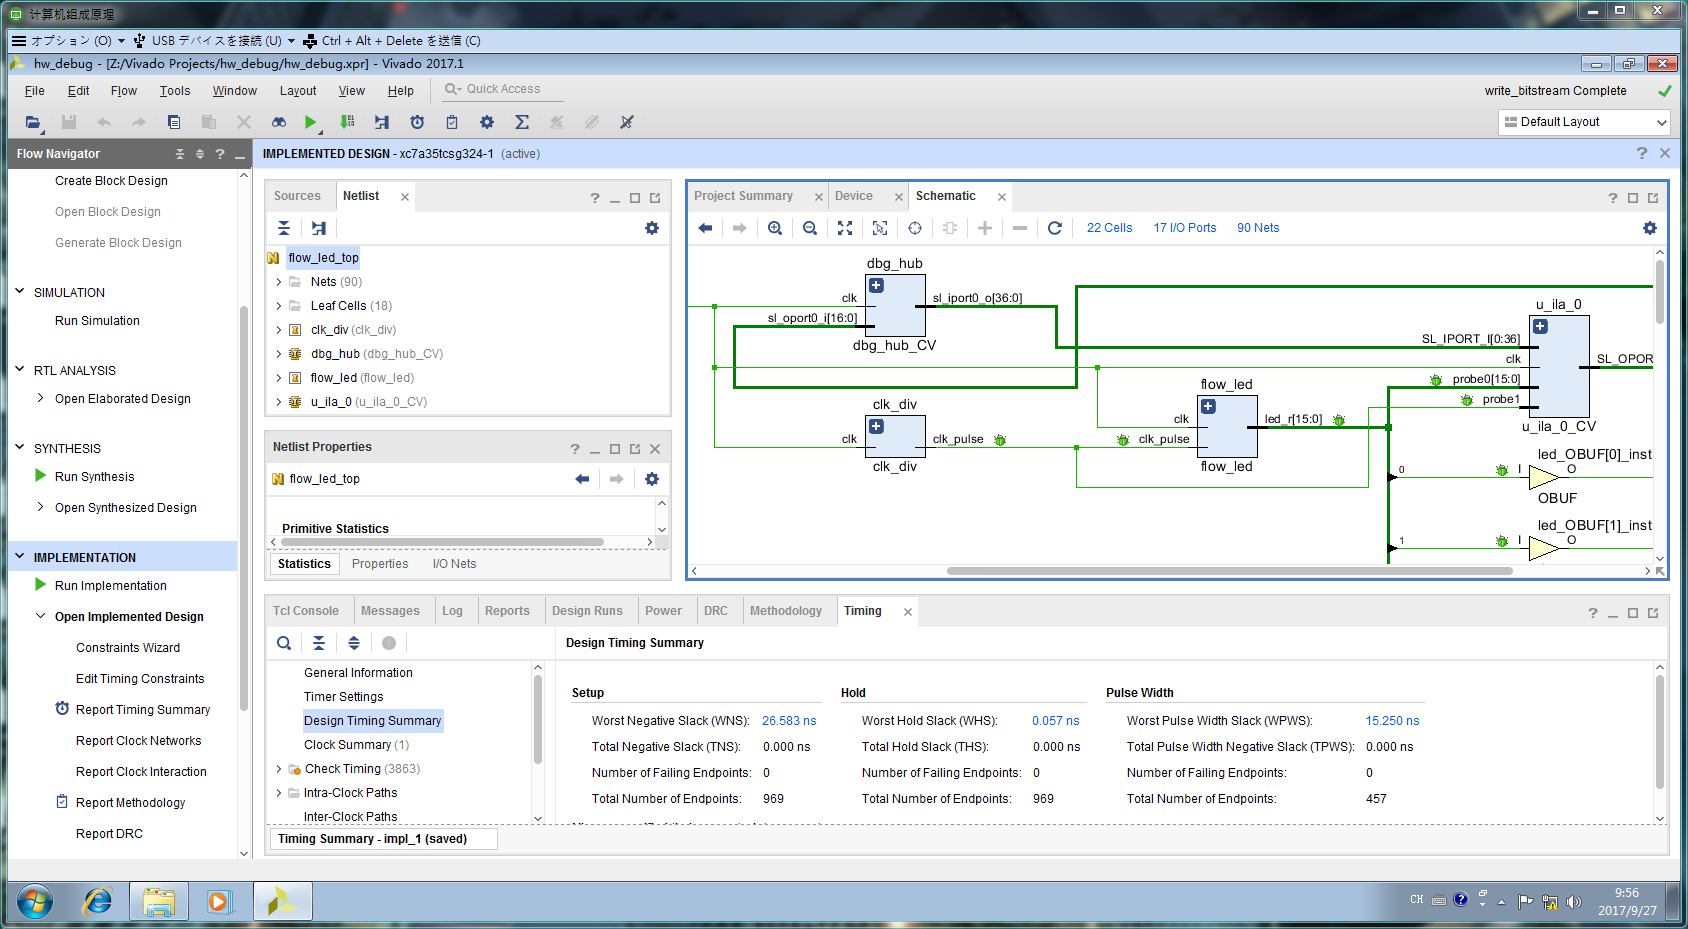 计算机组成原理
オプション (O) USB デバイスを接続 (U) Ctrl + Alt + Delete を送信 (C)
hw_debug - [Z:/Vivado Projects/hw_debug/hw_debug.xpr] - Vivado 2017.1
File Edit Flow Tools Window Layout View Help Quick Access
write_bitstream Complete
Default Layout
Flow Navigator
Create Block Design
Open Block Design
Generate Block Design
SIMULATION
Run Simulation
RTL ANALYSIS
Open Elaborated Design
SYNTHESIS
Run Synthesis
Open Synthesized Design
IMPLEMENTATION
Run Implementation
Open Implemented Design
Constraints Wizard
Edit Timing Constraints
Report Timing Summary
Report Clock Networks
Report Clock Interaction
Report Methodology
Report DRC
IMPLEMENTED DESIGN - xc7a35tcsg324-1 (active)
Sources Netlist
flow_led_top
Nets (90)
Leaf Cells (18)
clk_div (clk_div)
dbg_hub (dbg_hub_CV)
flow_led (flow_led)
u_ila_0 (u_ila_0_CV)
Netlist Properties
flow_led_top
Primitive Statistics
Statistics Properties I/O Nets
Project Summary Device Schematic
22 Cells 17 I/O Ports 90 Nets
dbg_hub
clk
sl_iport0_o[36:0]
sl_oport0_i[16:0]
dbg_hub_CV
clk_div
clk
clk_pulse
clk_div
flow_led
clk
led_r[15:0]
clk_pulse
flow_led
u_ila_0
SL_IPORT_I[0:36]
clk
SL_OPOR
probe0[15:0]
probe1
u_ila_0_CV
led_OBUF[0]_inst
0
I
O
OBUF
led_OBUF[1]_inst
1
I
O
Tcl Console Messages Log Reports Design Runs Power DRC Methodology Timing
General Information
Timer Settings
Design Timing Summary
Clock Summary (1)
Check Timing (3863)
Intra-Clock Paths
Inter-Clock Paths
Design Timing Summary
Setup Hold Pulse Width
Worst Negative Slack (WNS): 26.583 ns Worst Hold Slack (WHS): 0.057 ns Worst Pulse Width Slack (WPWS): 15.250 ns
Total Negative Slack (TNS): 0.000 ns Total Hold Slack (THS): 0.000 ns Total Pulse Width Negative Slack (TPWS): 0.000 ns
Number of Failing Endpoints: 0 Number of Failing Endpoints: 0 Number of Failing Endpoints: 0
Total Number of Endpoints: 969 Total Number of Endpoints: 969 Total Number of Endpoints: 457
Timing Summary - impl_1 (saved)
CH
9:56
2017/9/27